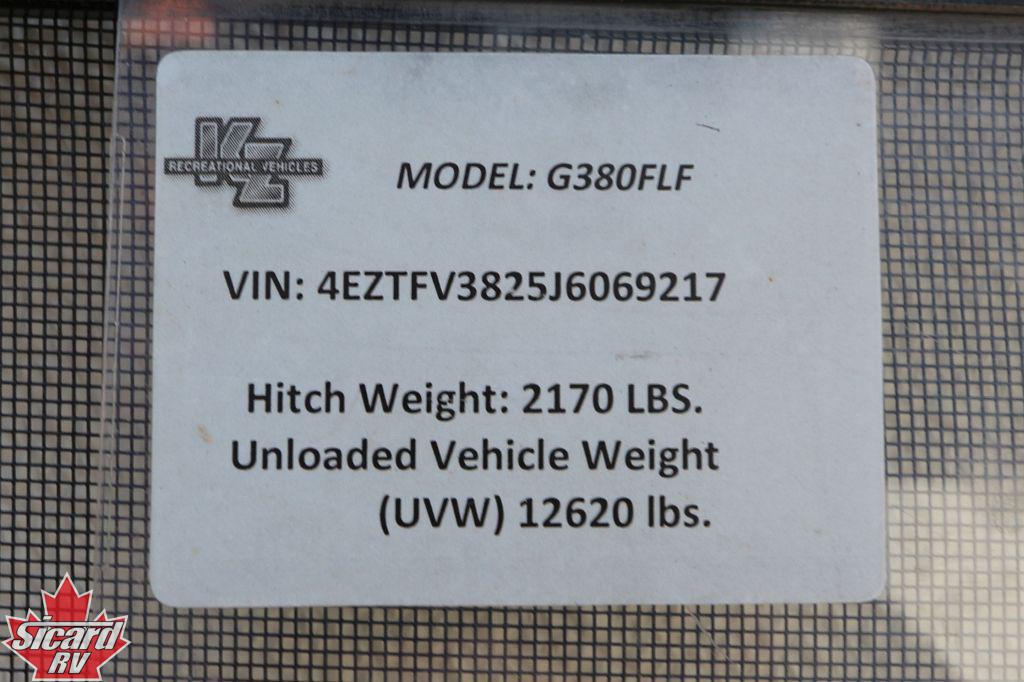 KZ
RECREATIONAL VEHICLES
MODEL: G380FLF
VIN: 4EZTFV3825J6069217
Hitch Weight: 2170 LBS.
Unloaded Vehicle Weight
(UVW) 12620 lbs.
Sicard
RV